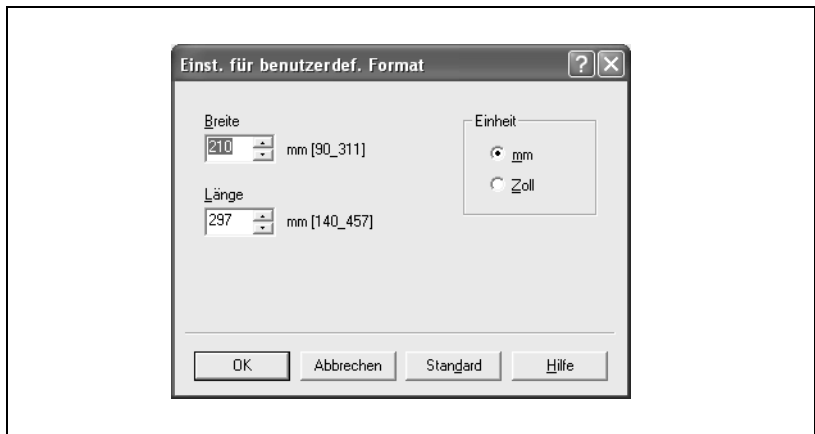 Einst. für benutzerdef. Format
Breite
210 mm [90_311]
Länge
297 mm [140_457]
Einheit
mm
Zoll
OK Abbrechen Standard Hilfe